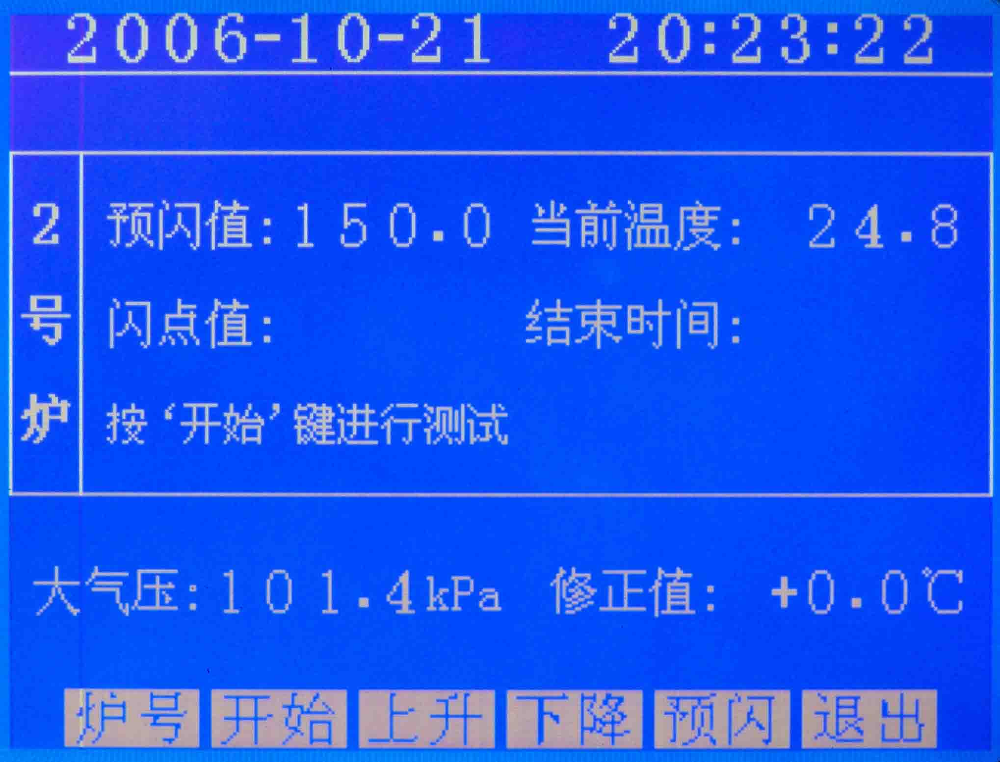 2006-10-21 20:23:22
2号炉
预闪值:150.0 当前温度: 24.8
闪点值: 结束时间:
按‘开始’键进行测试
大气压:101.4kPa 修正值: +0.0℃
炉号 开始 上升 下降 预闪 退出